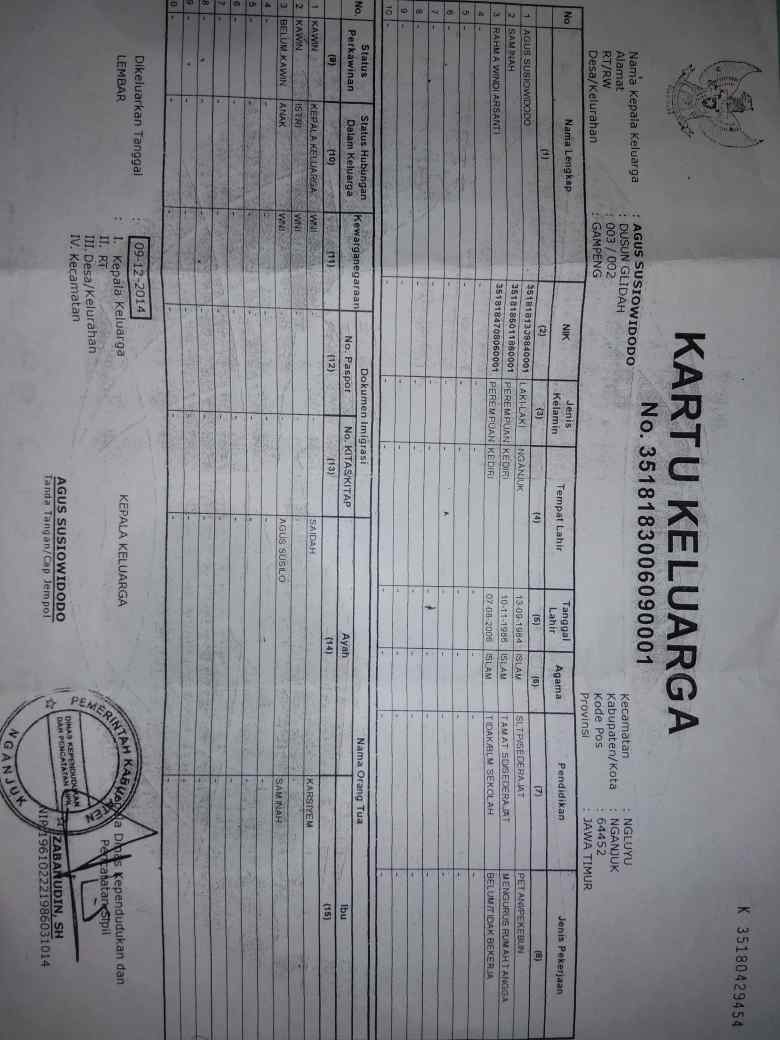 K 35180429454
KARTU KELUARGA
No. 3518183006090001
Nama Kepala Keluarga : AGUS SUSIOWIDODO
Alamat : DUSUN GLIDAH
RT/RW : 003 / 002
Desa/Kelurahan : GAMPENG
Kecamatan : NGLUYU
Kabupaten/Kota : NGANJUK
Kode Pos : 64452
Provinsi : JAWA TIMUR
No Nama Lengkap NIK Jenis Kelamin Tempat Lahir Tanggal Lahir Agama Pendidikan Jenis Pekerjaan
(1) (2) (3) (4) (5) (6) (7) (8)
1 AGUS SUSIOWIDODO 3518181309840001 LAKI-LAKI NGANJUK 13-09-1984 ISLAM SLTP/SEDERAJAT PETANI/PEKEBUN
2 SAMINAH 3518185011860001 PEREMPUAN KEDIRI 10-11-1986 ISLAM TAMAT SD/SEDERAJAT MENGURUS RUMAH TANGGA
3 RAHMA WINDI ARSANTI 3518184708060001 PEREMPUAN KEDIRI 07-08-2006 ISLAM TIDAK/BLM SEKOLAH BELUM/TIDAK BEKERJA
4 - - - - - - - -
5 - - - - - - - -
6 - - - - - - - -
7 - - - - - - - -
8 - - - - - - - -
9 - - - - - - - -
10 - - - - - - - -
No. Status Perkawinan Status Hubungan Dalam Keluarga Kewarganegaraan Dokumen Imigrasi Nama Orang Tua
No. Paspor No. KITAS/KITAP Ayah Ibu
(9) (10) (11) (12) (13) (14) (15)
1 KAWIN KEPALA KELUARGA WNI - - SAIDAH KARSIYEM
2 KAWIN ISTRI WNI - -
3 BELUM KAWIN ANAK WNI - - AGUS SUSILO SAMINAH
4 - - - - - - -
5 - - - - - - -
6 - - - - - - -
7 - - - - - - -
8 - - - - - - -
9 - - - - - - -
0 - - - - - - -
Dikeluarkan Tanggal : 09-12-2014
LEMBAR : I. Kepala Keluarga
II. RT
III. Desa/Kelurahan
IV. Kecamatan
KEPALA KELUARGA
AGUS SUSIOWIDODO
Tanda Tangan/Cap Jempol
Dinas Kependudukan dan
Pencatatan Sipil
PEMERINTAH KABUPATEN
DINAS KEPENDUDUKAN
DAN PENCATATAN SIPIL
NGANJUK
ZABANUDIN, SH
NIP.196102221986031014